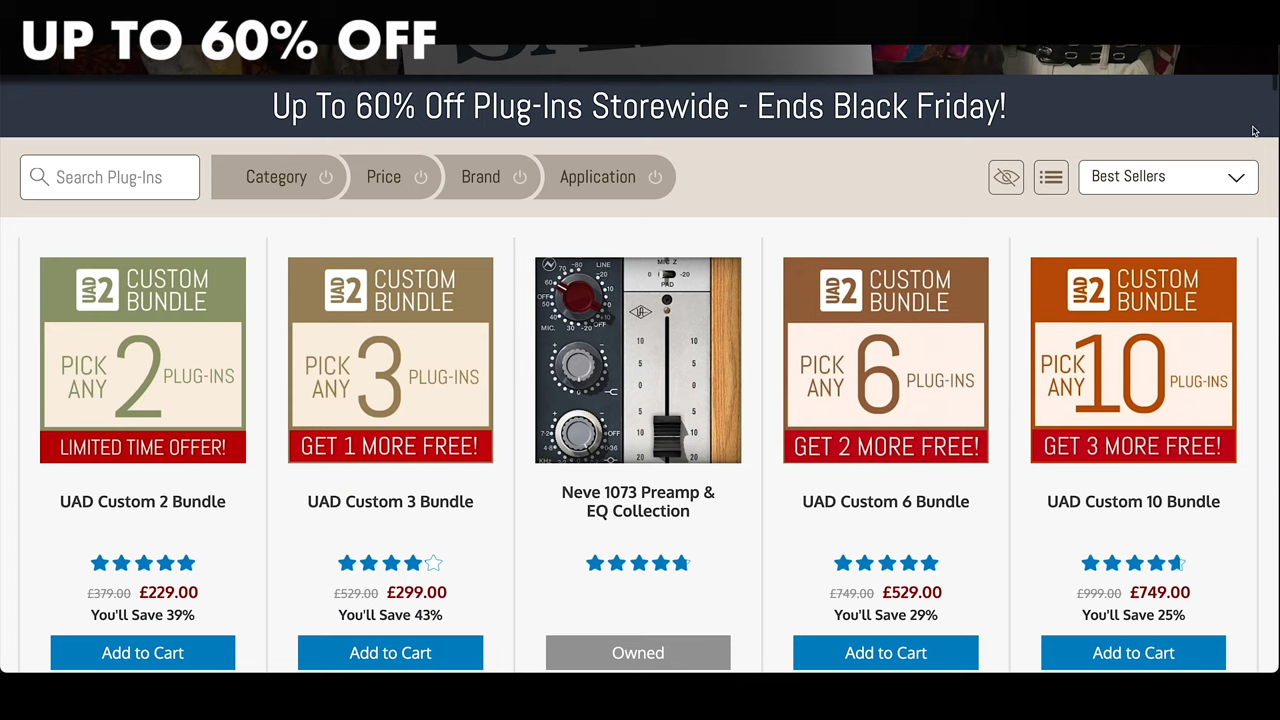 UP TO 60% OFF
Up To 60% Off Plug-Ins Storewide - Ends Black Friday!
Search Plug-Ins
Category
Price
Brand
Application
Best Sellers
UAD 2
CUSTOM
BUNDLE
PICK
ANY
2
PLUG-INS
LIMITED TIME OFFER!
UAD Custom 2 Bundle
£379.00 £229.00
You'll Save 39%
Add to Cart
UAD 2
CUSTOM
BUNDLE
PICK
ANY
3
PLUG-INS
GET 1 MORE FREE!
UAD Custom 3 Bundle
£529.00 £299.00
You'll Save 43%
Add to Cart
LINE
MIC.
OFF
PAD
Neve 1073 Preamp &
EQ Collection
Owned
UAD 2
CUSTOM
BUNDLE
PICK
ANY
6
PLUG-INS
GET 2 MORE FREE!
UAD Custom 6 Bundle
£749.00 £529.00
You'll Save 29%
Add to Cart
UAD 2
CUSTOM
BUNDLE
PICK
ANY
10
PLUG-INS
GET 3 MORE FREE!
UAD Custom 10 Bundle
£999.00 £749.00
You'll Save 25%
Add to Cart